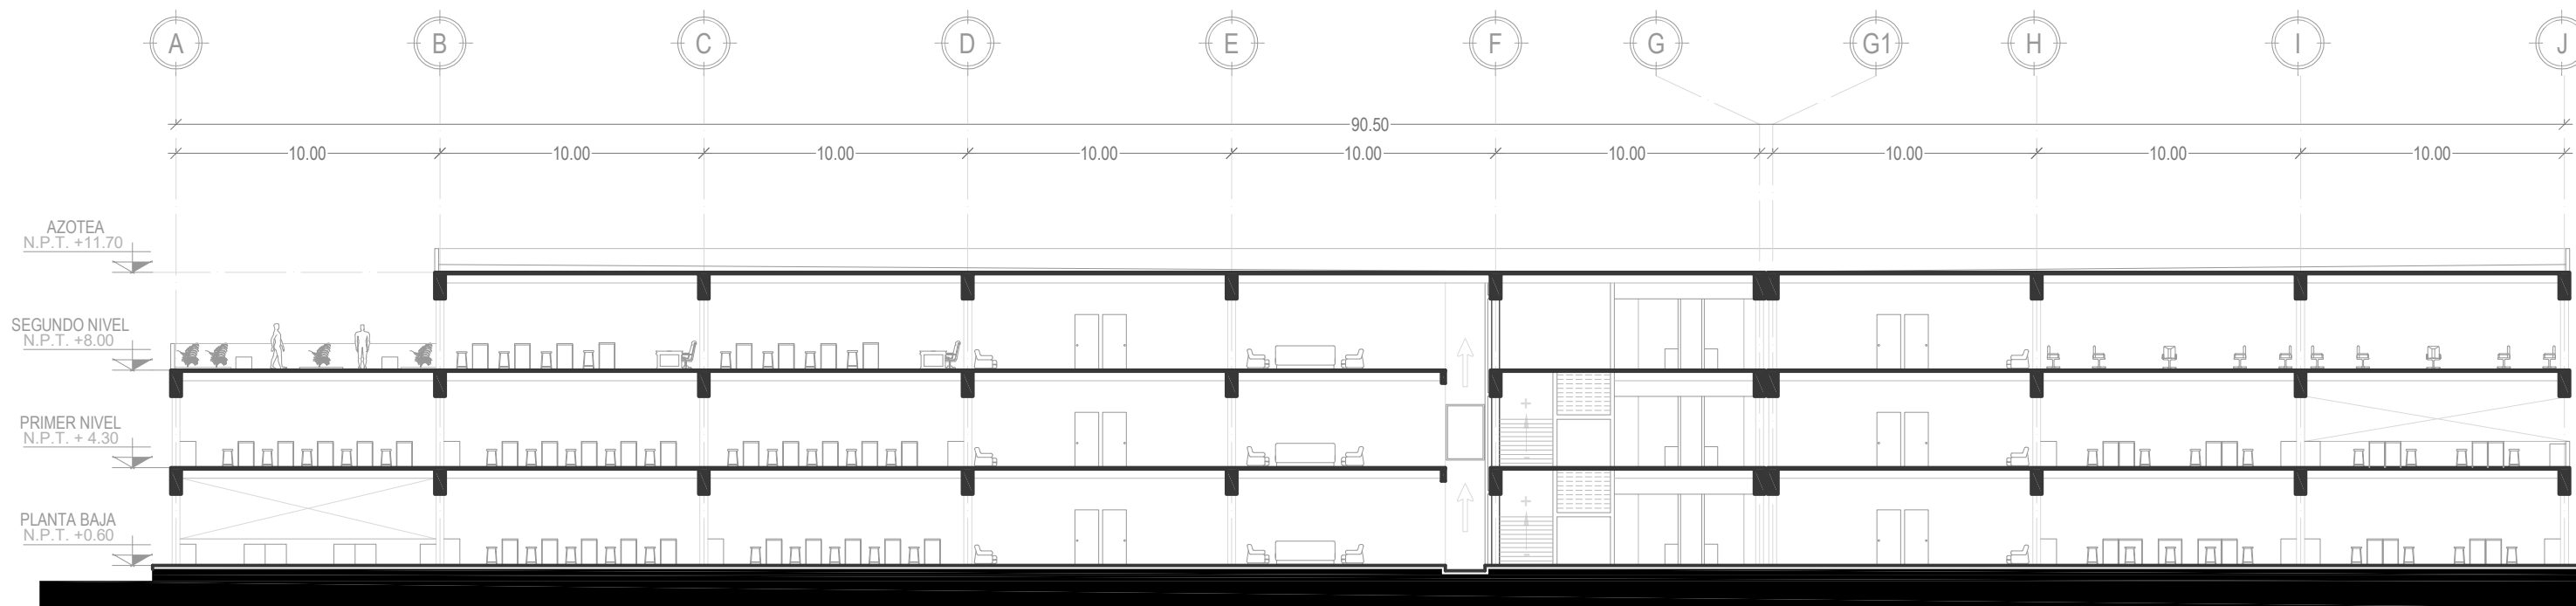 A
B
C
D
E
F
G
G1
H
I
J
90.50
10.00
10.00
10.00
10.00
10.00
10.00
10.00
10.00
10.00
AZOTEA
N.P.T. +11.70
SEGUNDO NIVEL
N.P.T. +8.00
PRIMER NIVEL
N.P.T. + 4.30
PLANTA BAJA
N.P.T. +0.60